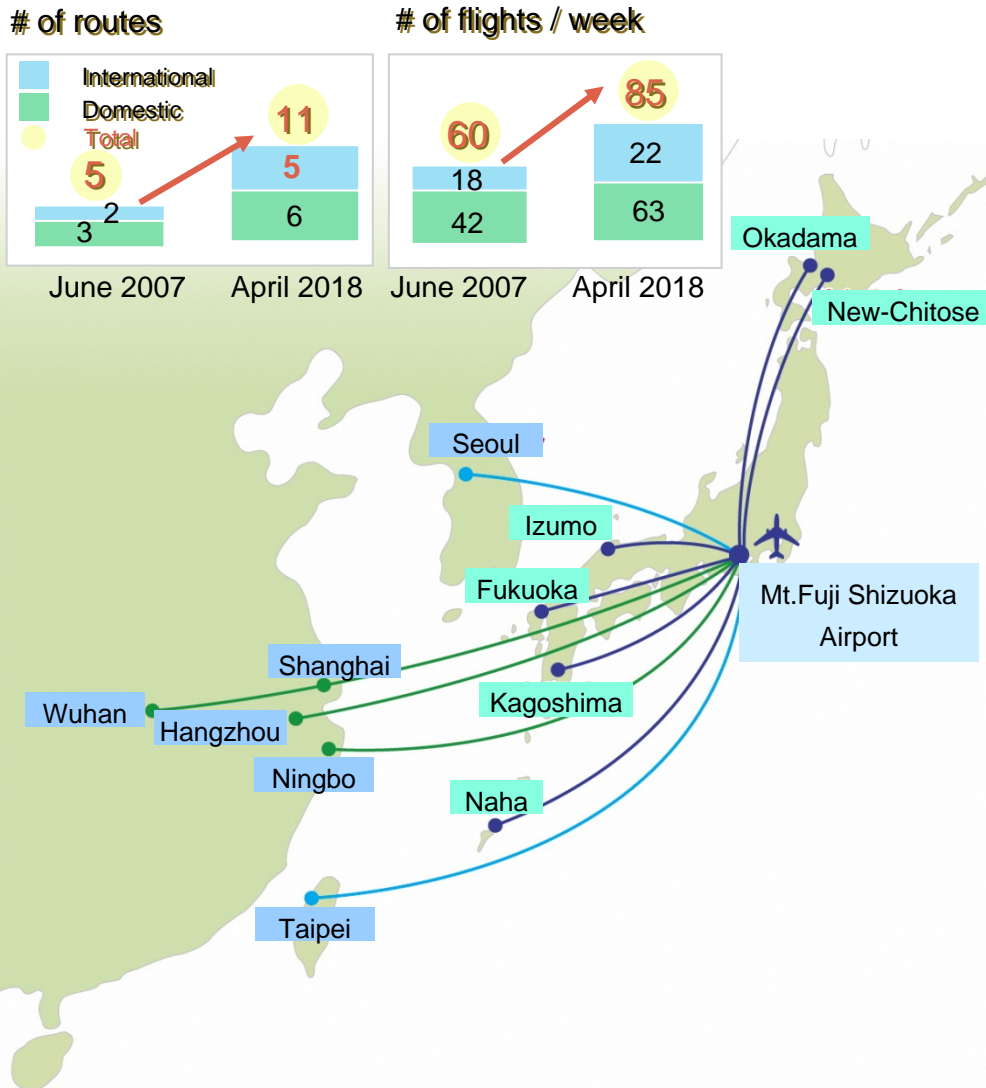 # of routes
# of flights / week
International
Domestic
Total
5
2
3
11
5
6
June 2007
April 2018
60
18
42
85
22
63
June 2007
April 2018
Okadama
New-Chitose
Seoul
Izumo
Fukuoka
Mt.Fuji Shizuoka
Airport
Shanghai
Wuhan
Hangzhou
Kagoshima
Ningbo
Naha
Taipei